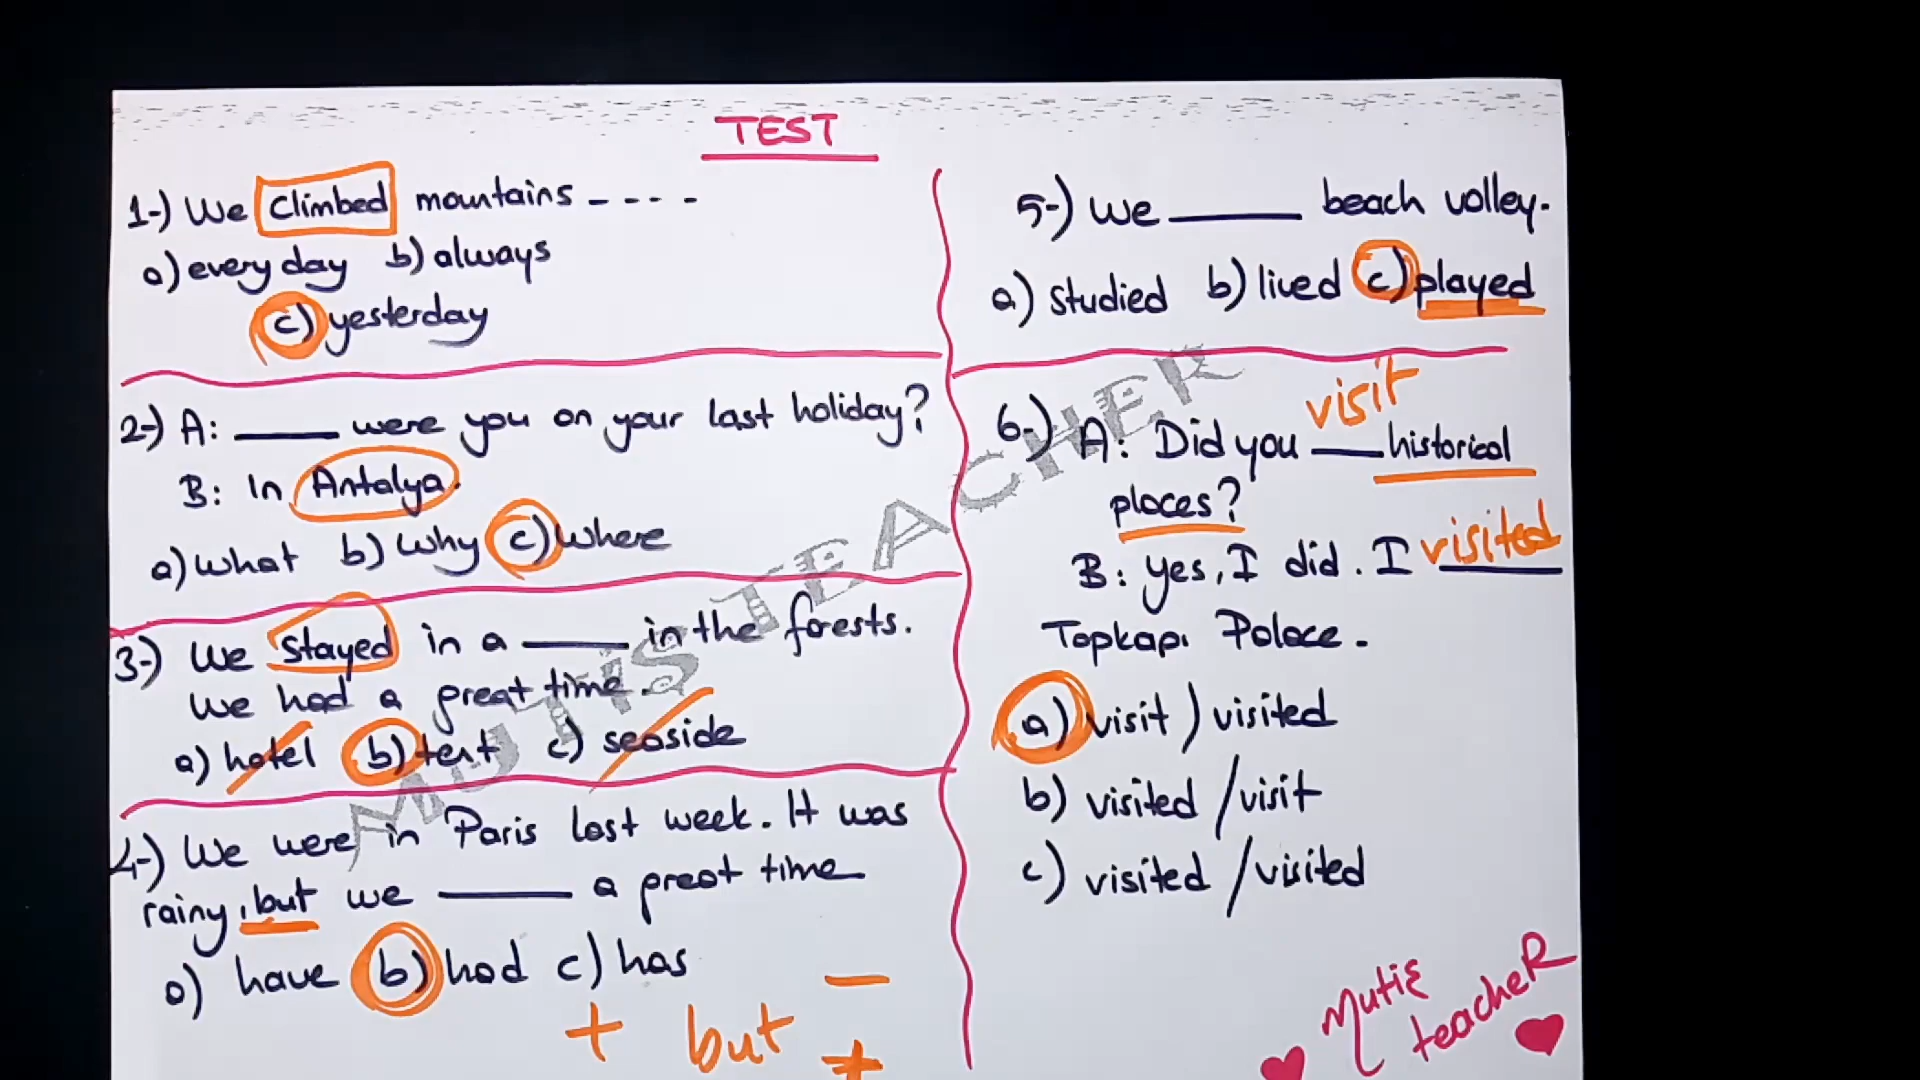 TEST
1-) We Climbed mountains ----
a) every day b) always
c) yesterday
2-) A: ____ were you on your last holiday?
B: In Antalya.
a) what b) Why c) Where
3-) We stayed in a ____ in the forests.
We had a great time.
a) hotel b) tent c) seaside
4-) We were in Paris last week. It was
rainy, but we ____ a great time
a) have b) had c) has
+ but -
+
5-) We ____ beach volley.
a) studied b) lived c) played
visit
6-) A: Did you ___ historical
places?
B: yes, I did. I visited
Topkapı Palace.
a) visit / visited
b) visited / visit
c) visited / visited
Mutiş
teacheR
MUTİŞ TEACHER